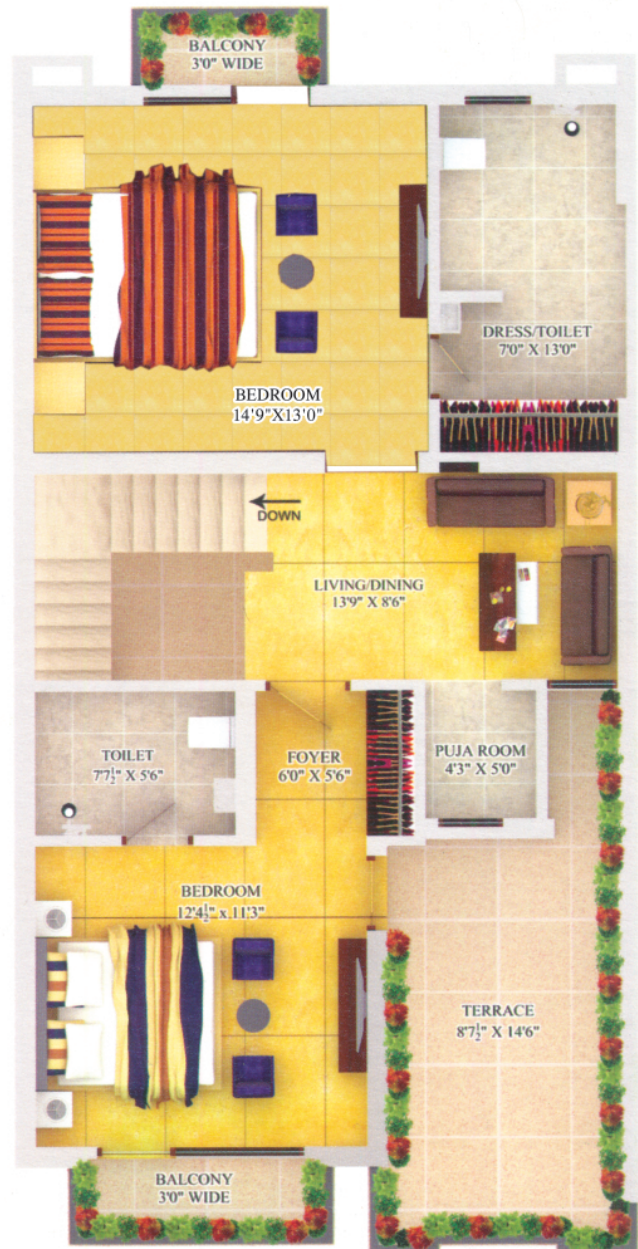 BALCONY
3'0" WIDE
DRESS/TOILET
7'0" X 13'0"
BEDROOM
14'9"X13'0"
DOWN
LIVING/DINING
13'9" X 8'6"
TOILET
7'7½" X 5'6"
FOYER
6'0" X 5'6"
PUJA ROOM
4'3" X 5'0"
BEDROOM
12'4½" x 11'3"
TERRACE
8'7½" X 14'6"
BALCONY
3'0" WIDE